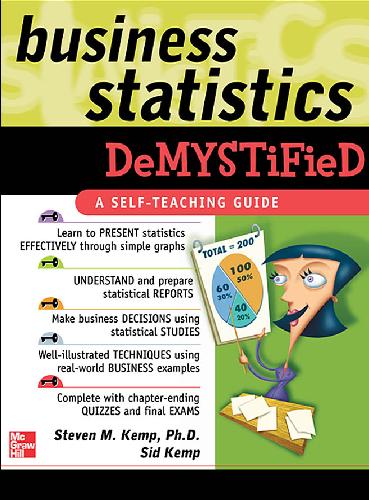 business
statistics
DeMYSTiFieD
A SELF-TEACHING GUIDE
Learn to PRESENT statistics
EFFECTIVELY through simple graphs
UNDERSTAND and prepare
statistical REPORTS
Make business DECISIONS using
statistical STUDIES
Well-illustrated TECHNIQUES using
real-world BUSINESS examples
Complete with chapter-ending
QUIZZES and final EXAMS
TOTAL = 200
100
50%
60
30%
40
20%
Mc
Graw
Hill
Steven M. Kemp, Ph.D.
Sid Kemp